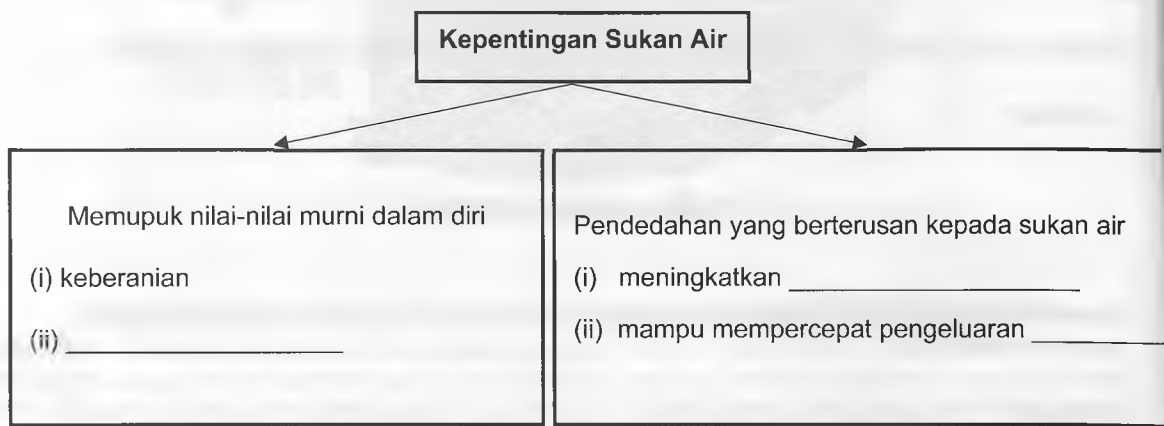 Kepentingan Sukan Air
Memupuk nilai-nilai murni dalam diri
(i) keberanian
(ii) ____________________
Pendedahan yang berterusan kepada sukan air
(i) meningkatkan ____________________
(ii) mampu mempercepat pengeluaran __________